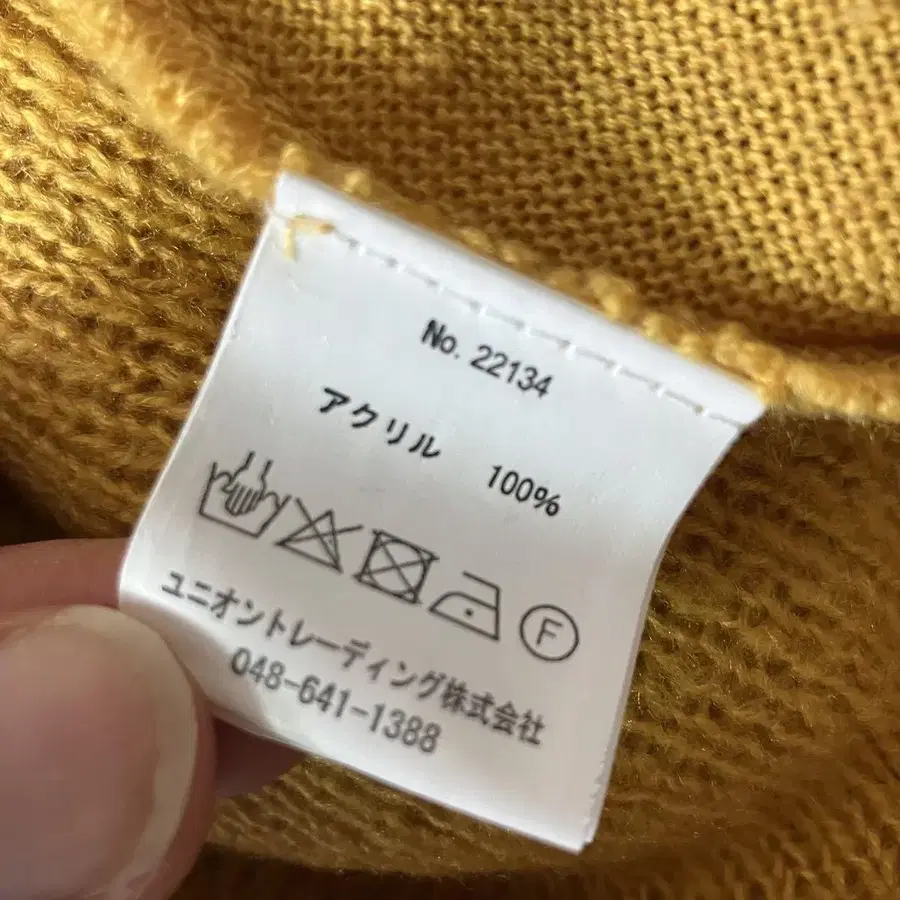 No. 22134
アクリル 100%
F
ユニオントレーディング株式会社
048-641-1388